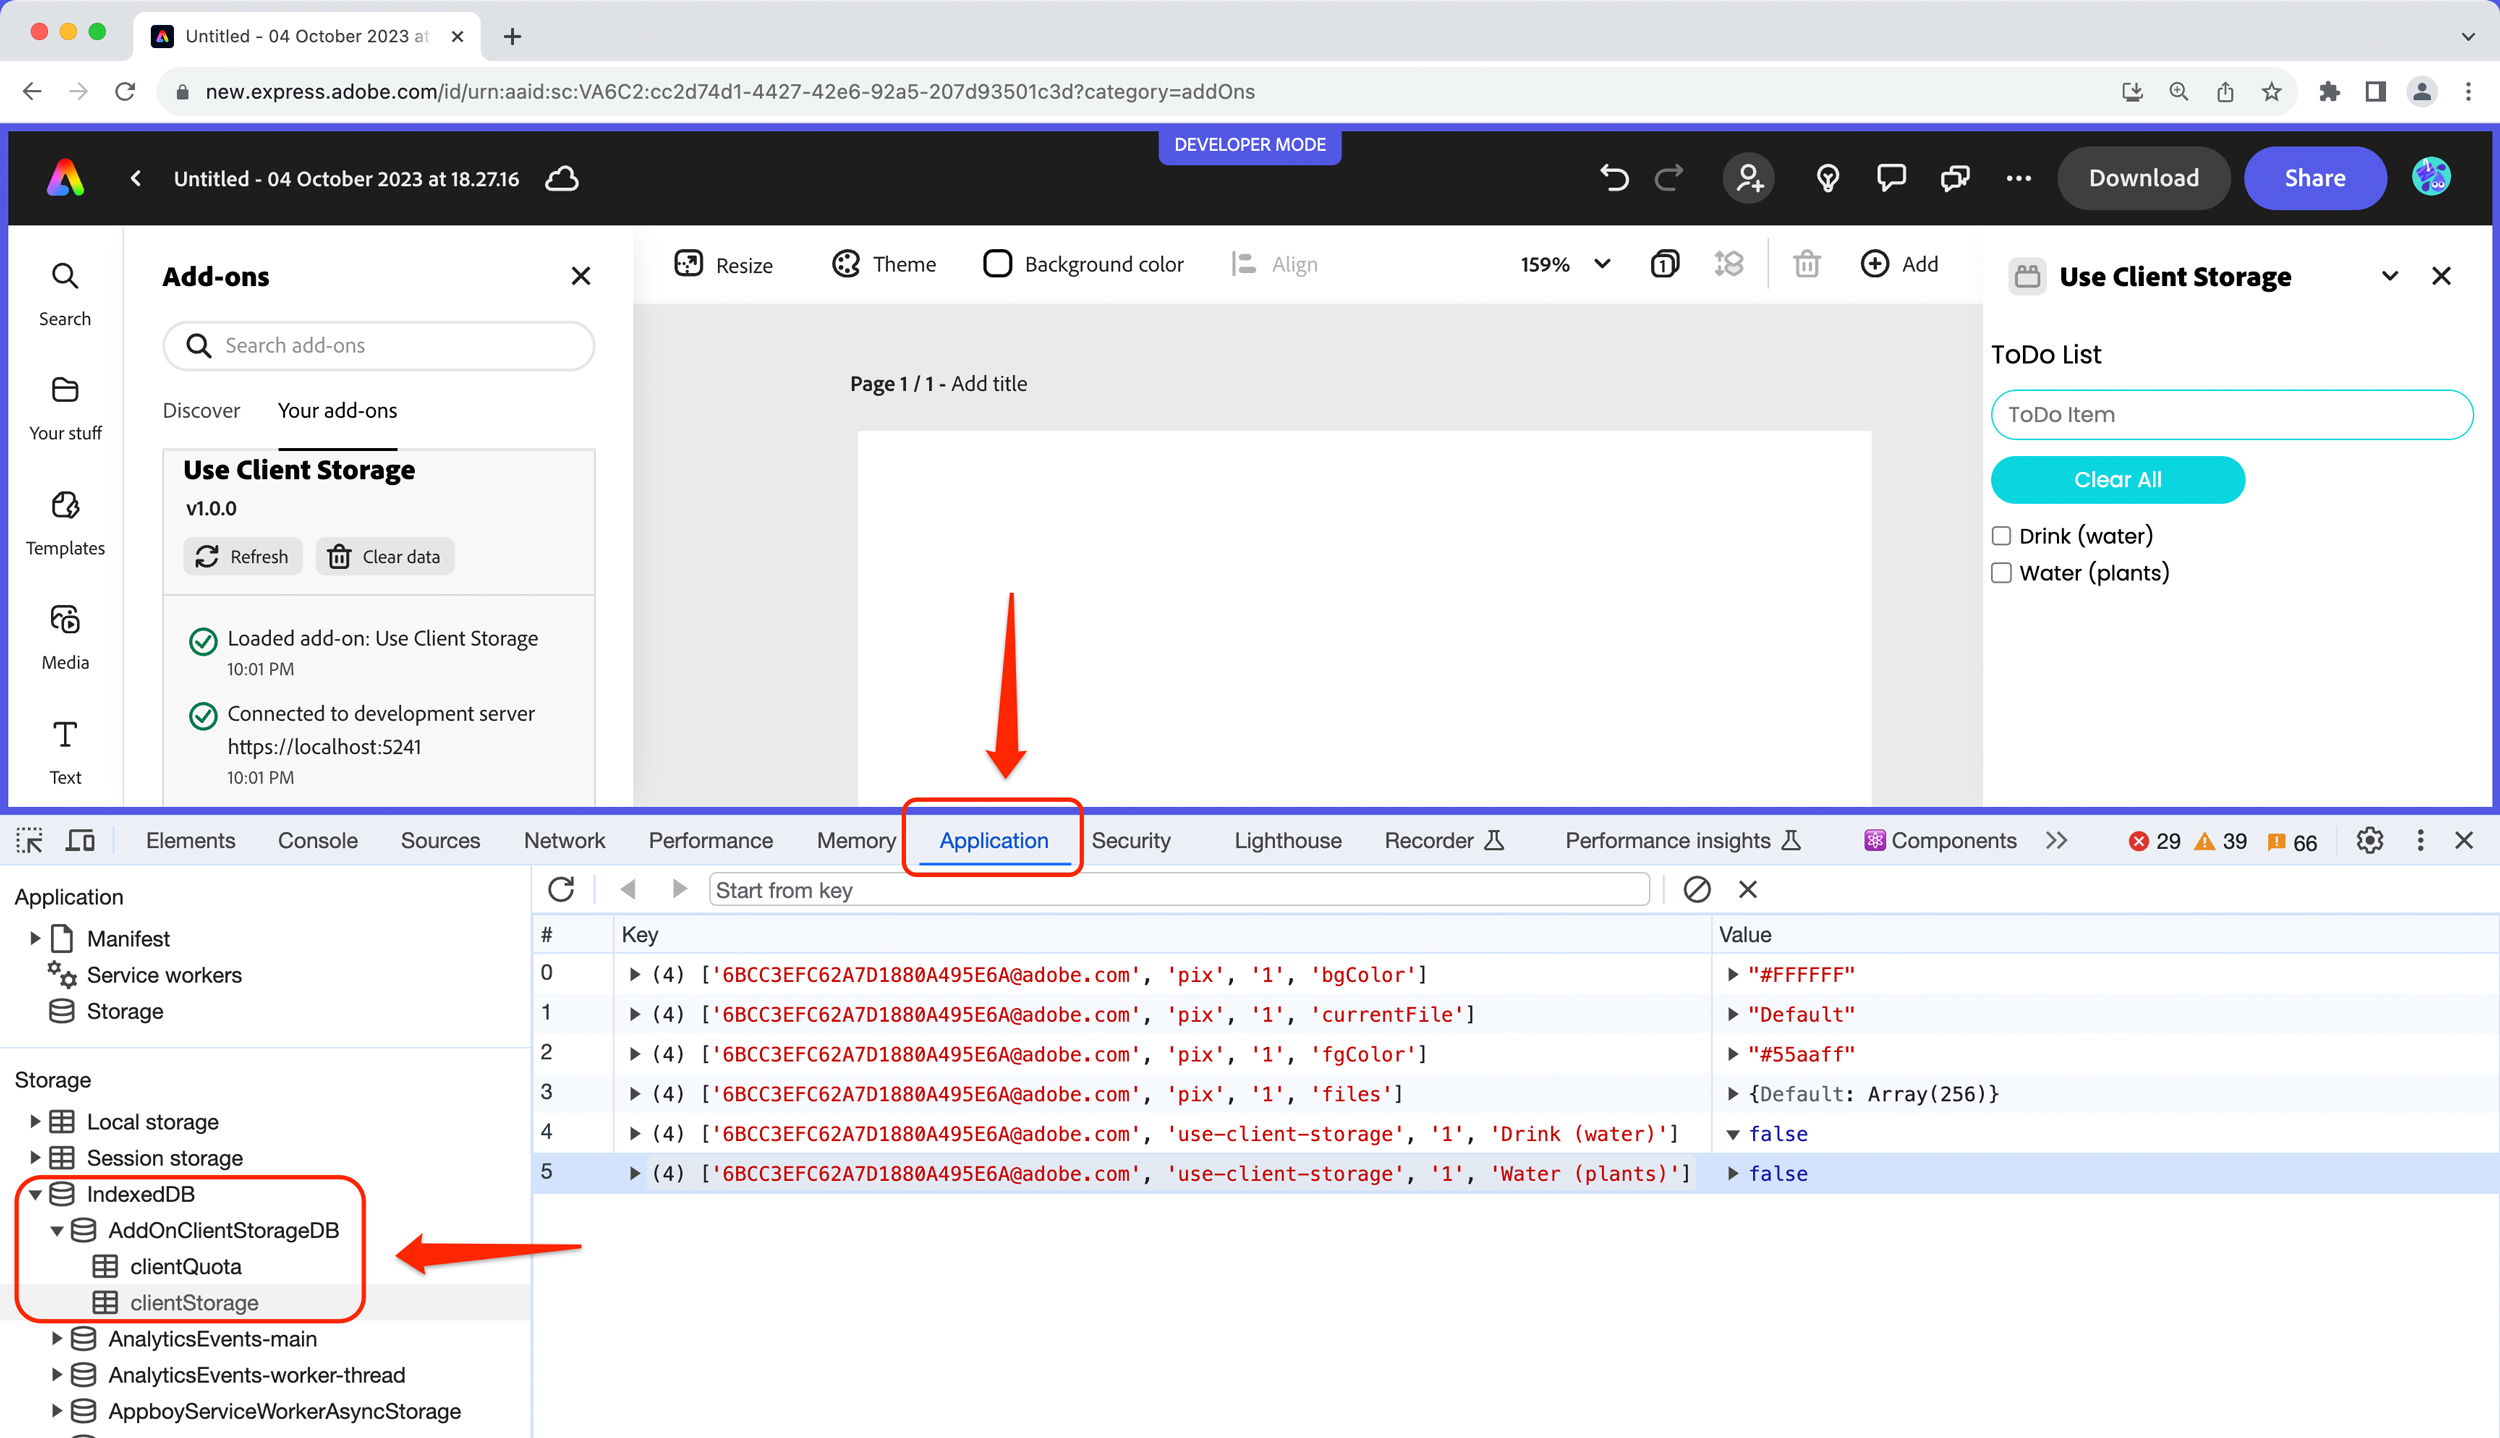 Untitled - 04 October 2023 at
new.express.adobe.com/id/urn:aaid:sc:VA6C2:cc2d74d1-4427-42e6-92a5-207d93501c3d?category=addOns
DEVELOPER MODE
Untitled - 04 October 2023 at 18.27.16
Download
Share
Search
Your stuff
Templates
Media
Text
Add-ons
Search add-ons
Discover Your add-ons
Use Client Storage
v1.0.0
Refresh Clear data
Loaded add-on: Use Client Storage
10:01 PM
Connected to development server
https://localhost:5241
10:01 PM
Resize Theme Background color Align 159% 1 Add
Page 1 / 1 - Add title
Use Client Storage
ToDo List
ToDo Item
Clear All
Drink (water)
Water (plants)
Elements Console Sources Network Performance Memory Application Security Lighthouse Recorder Performance insights Components 29 39 66
Application
Manifest
Service workers
Storage
Storage
Local storage
Session storage
IndexedDB
AddOnClientStorageDB
clientQuota
clientStorage
AnalyticsEvents-main
AnalyticsEvents-worker-thread
AppboyServiceWorkerAsyncStorage
Start from key
# Key Value
0 (4) ['6BCC3EFC62A7D1880A495E6A@adobe.com', 'pix', '1', 'bgColor'] "#FFFFFF"
1 (4) ['6BCC3EFC62A7D1880A495E6A@adobe.com', 'pix', '1', 'currentFile'] "Default"
2 (4) ['6BCC3EFC62A7D1880A495E6A@adobe.com', 'pix', '1', 'fgColor'] "#55aaff"
3 (4) ['6BCC3EFC62A7D1880A495E6A@adobe.com', 'pix', '1', 'files'] {Default: Array(256)}
4 (4) ['6BCC3EFC62A7D1880A495E6A@adobe.com', 'use-client-storage', '1', 'Drink (water)'] false
5 (4) ['6BCC3EFC62A7D1880A495E6A@adobe.com', 'use-client-storage', '1', 'Water (plants)'] false